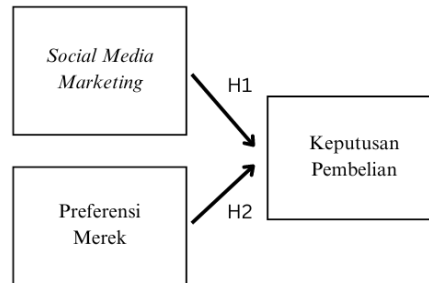 Social Media
Marketing
H1
Keputusan
Pembelian
Preferensi
Merek
H2